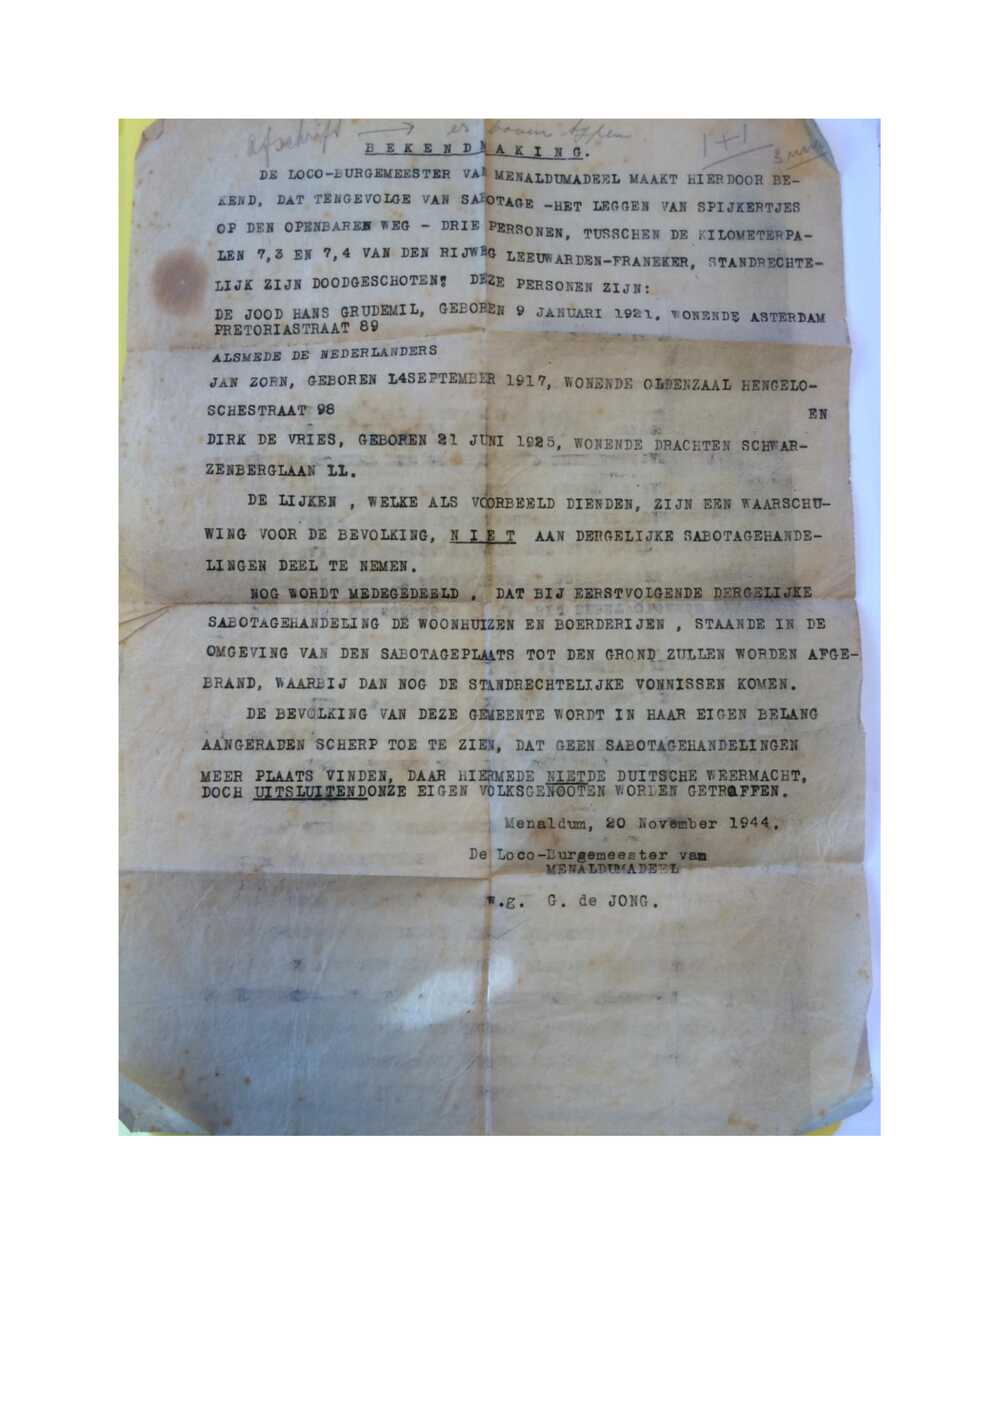 afschrift → er boven typen
1 + 1
B E K E N D M A K I N G.
DE LOCO-BURGEMEESTER VAN MENALDUMADEEL MAAKT HIERDOOR BE-
KEND, DAT TENGEVOLGE VAN SABOTAGE -HET LEGGEN VAN SPIJKERTJES
OP DEN OPENBAREN WEG - DRIE PERSONEN, TUSSCHEN DE KILOMETERPA-
LEN 7,3 EN 7,4 VAN DEN RIJWEG LEEUWARDEN-FRANEKER, STANDRECHTE-
LIJK ZIJN DOODGESCHOTEN: DEZE PERSONEN ZIJN:
DE JOOD HANS GRUDEMIL, GEBOREN 9 JANUARI 1921, WONENDE ASTERDAM
PRETORIASTRAAT 89
ALSMEDE DE NEDERLANDERS
JAN ZORN, GEBOREN L4SEPTEMBER 1917, WONENDE OLDENZAAL HENGELO-
SCHESTRAAT 98 EN
DIRK DE VRIES, GEBOREN 21 JUNI 1925, WONENDE DRACHTEN SCHWAR-
ZENBERGLAAN LL.
DE LIJKEN , WELKE ALS VOORBEELD DIENDEN, ZIJN EEN WAARSCHU-
WING VOOR DE BEVOLKING, N I E T AAN DERGELIJKE SABOTAGEHANDE-
LINGEN DEEL TE NEMEN.
NOG WORDT MEDEGEDEELD , DAT BIJ EERSTVOLGENDE DERGELIJKE
SABOTAGEHANDELING DE WOONHUIZEN EN BOERDERIJEN , STAANDE IN DE
OMGEVING VAN DEN SABOTAGEPLAATS TOT DEN GROND ZULLEN WORDEN AFGE-
BRAND, WAARBIJ DAN NOG DE STANDRECHTELIJKE VONNISSEN KOMEN.
DE BEVOLKING VAN DEZE GEMEENTE WORDT IN HAAR EIGEN BELANG
AANGERADEN SCHERP TOE TE ZIEN, DAT GEEN SABOTAGEHANDELINGEN
MEER PLAATS VINDEN, DAAR HIERMEDE NIETDE DUITSCHE WEERMACHT,
DOCH UITSLUITENDONZE EIGEN VOLKSGENOOTEN WORDEN GETROFFEN.
Menaldum, 20 November 1944.
De Loco-Burgemeester van
MENALDUMADEEL
w.g. G. de JONG.